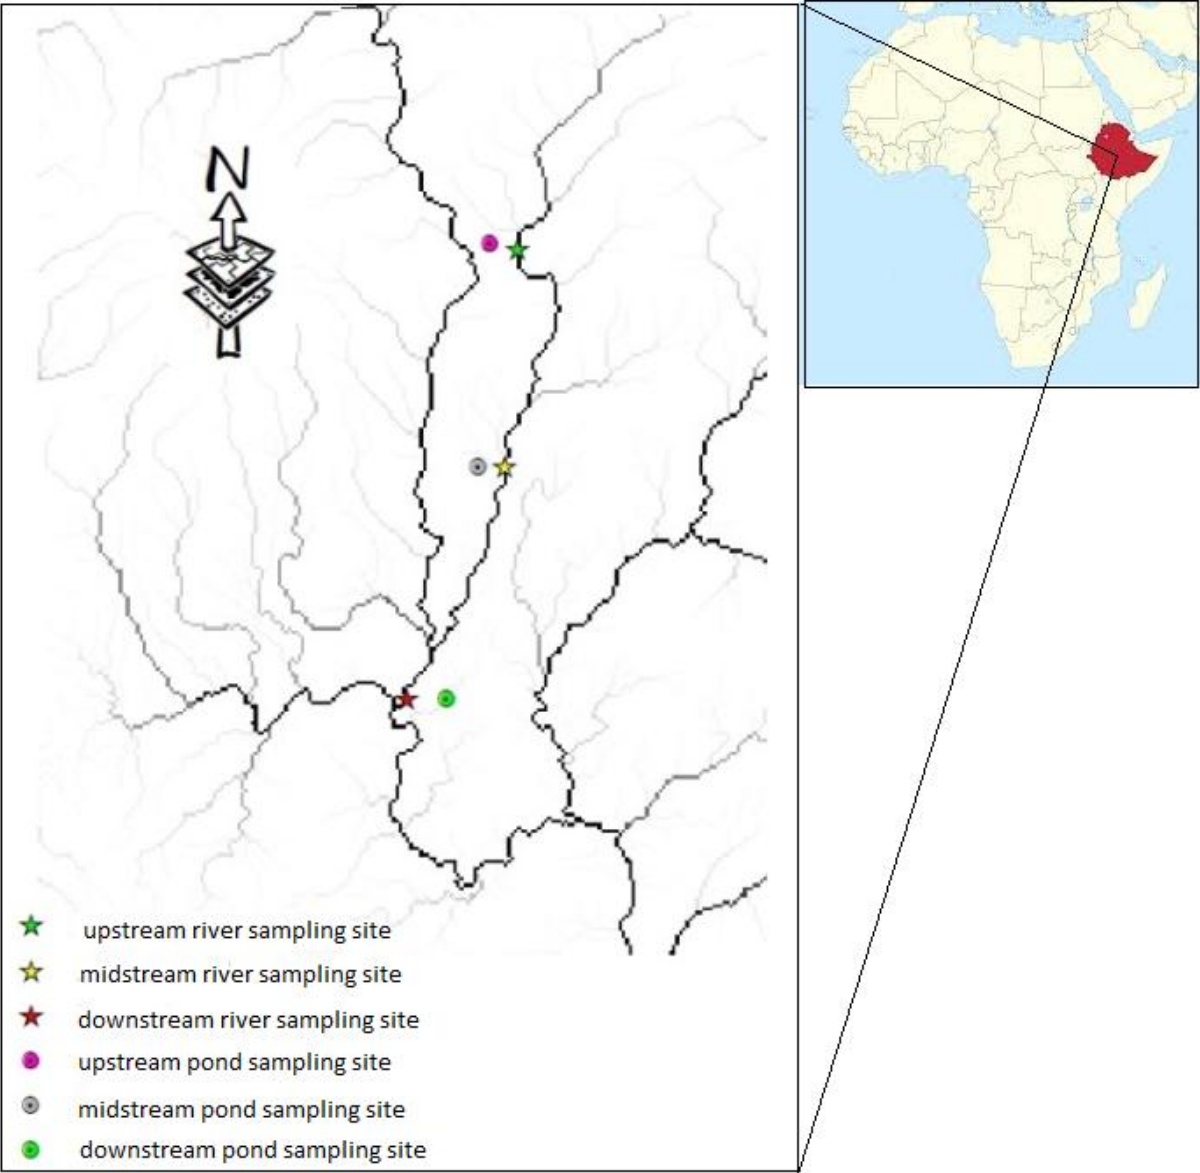 N
upstream river sampling site
midstream river sampling site
downstream river sampling site
upstream pond sampling site
midstream pond sampling site
downstream pond sampling site